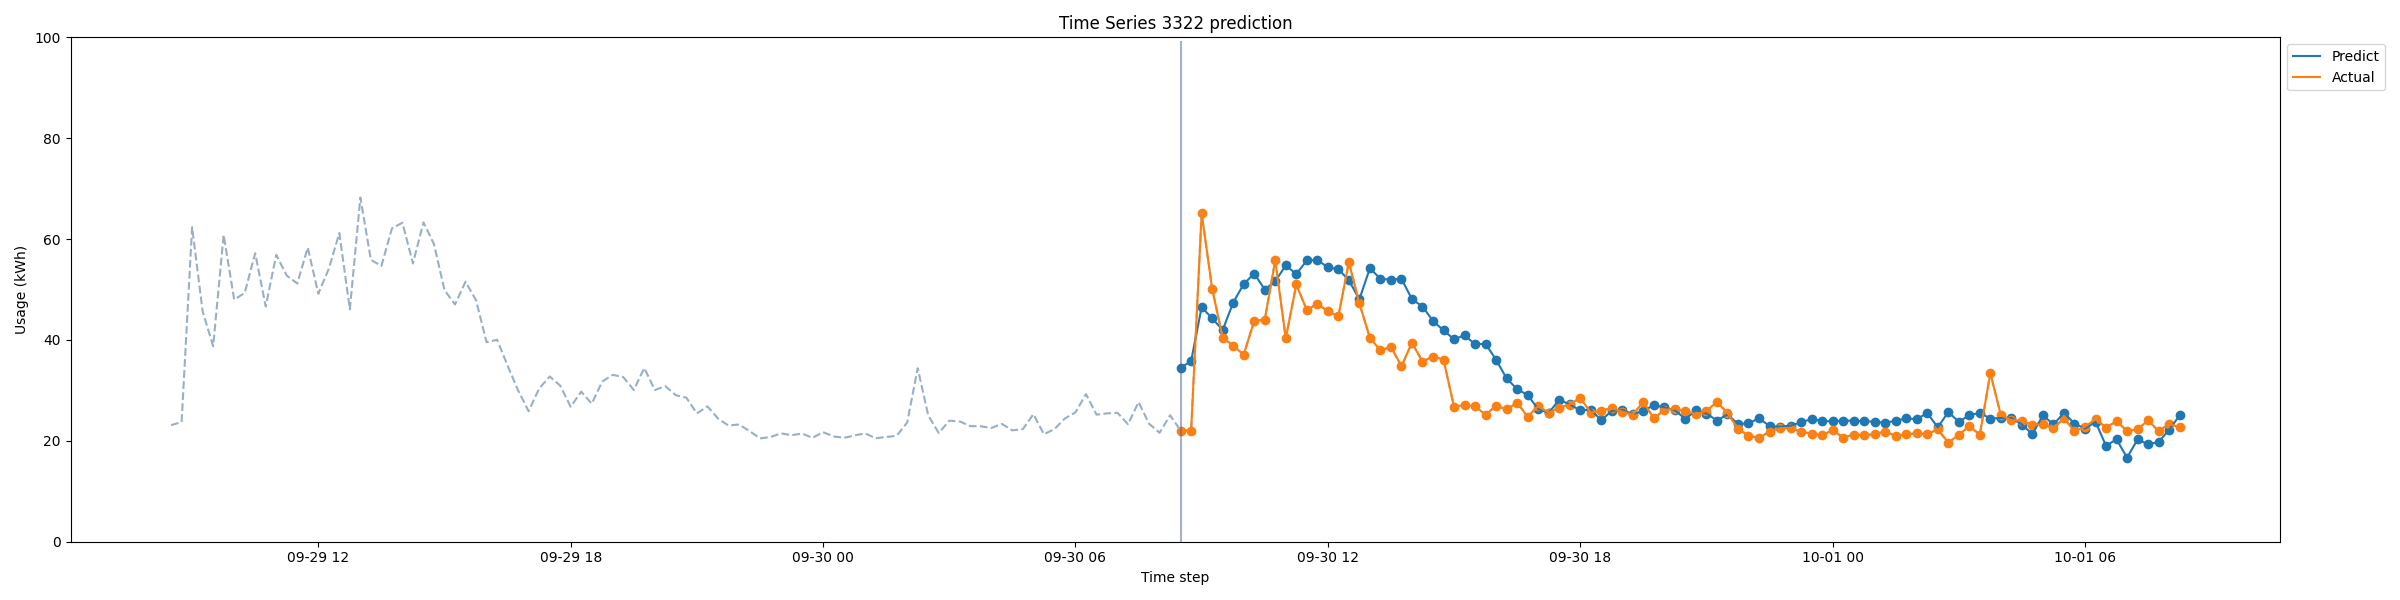 Time Series 3322 prediction
Predict
Actual
Usage (kWh)
100
80
60
40
20
0
09-29 12
09-29 18
09-30 00
09-30 06
09-30 12
09-30 18
10-01 00
10-01 06
Time step